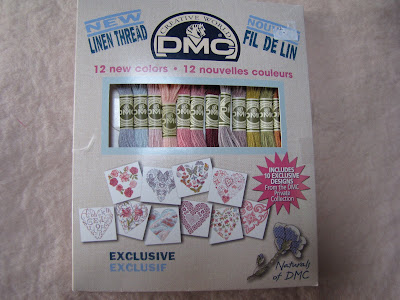 NEW
LINEN THREAD
CREATIVE WORLD
DMC
NOUVEAU
FIL DE LIN
12 new colors • 12 nouvelles couleurs
INCLUDES
10 EXCLUSIVE
DESIGNS
From the DMC
Private
Collection
EXCLUSIVE
EXCLUSIF
Naturals
of DMC